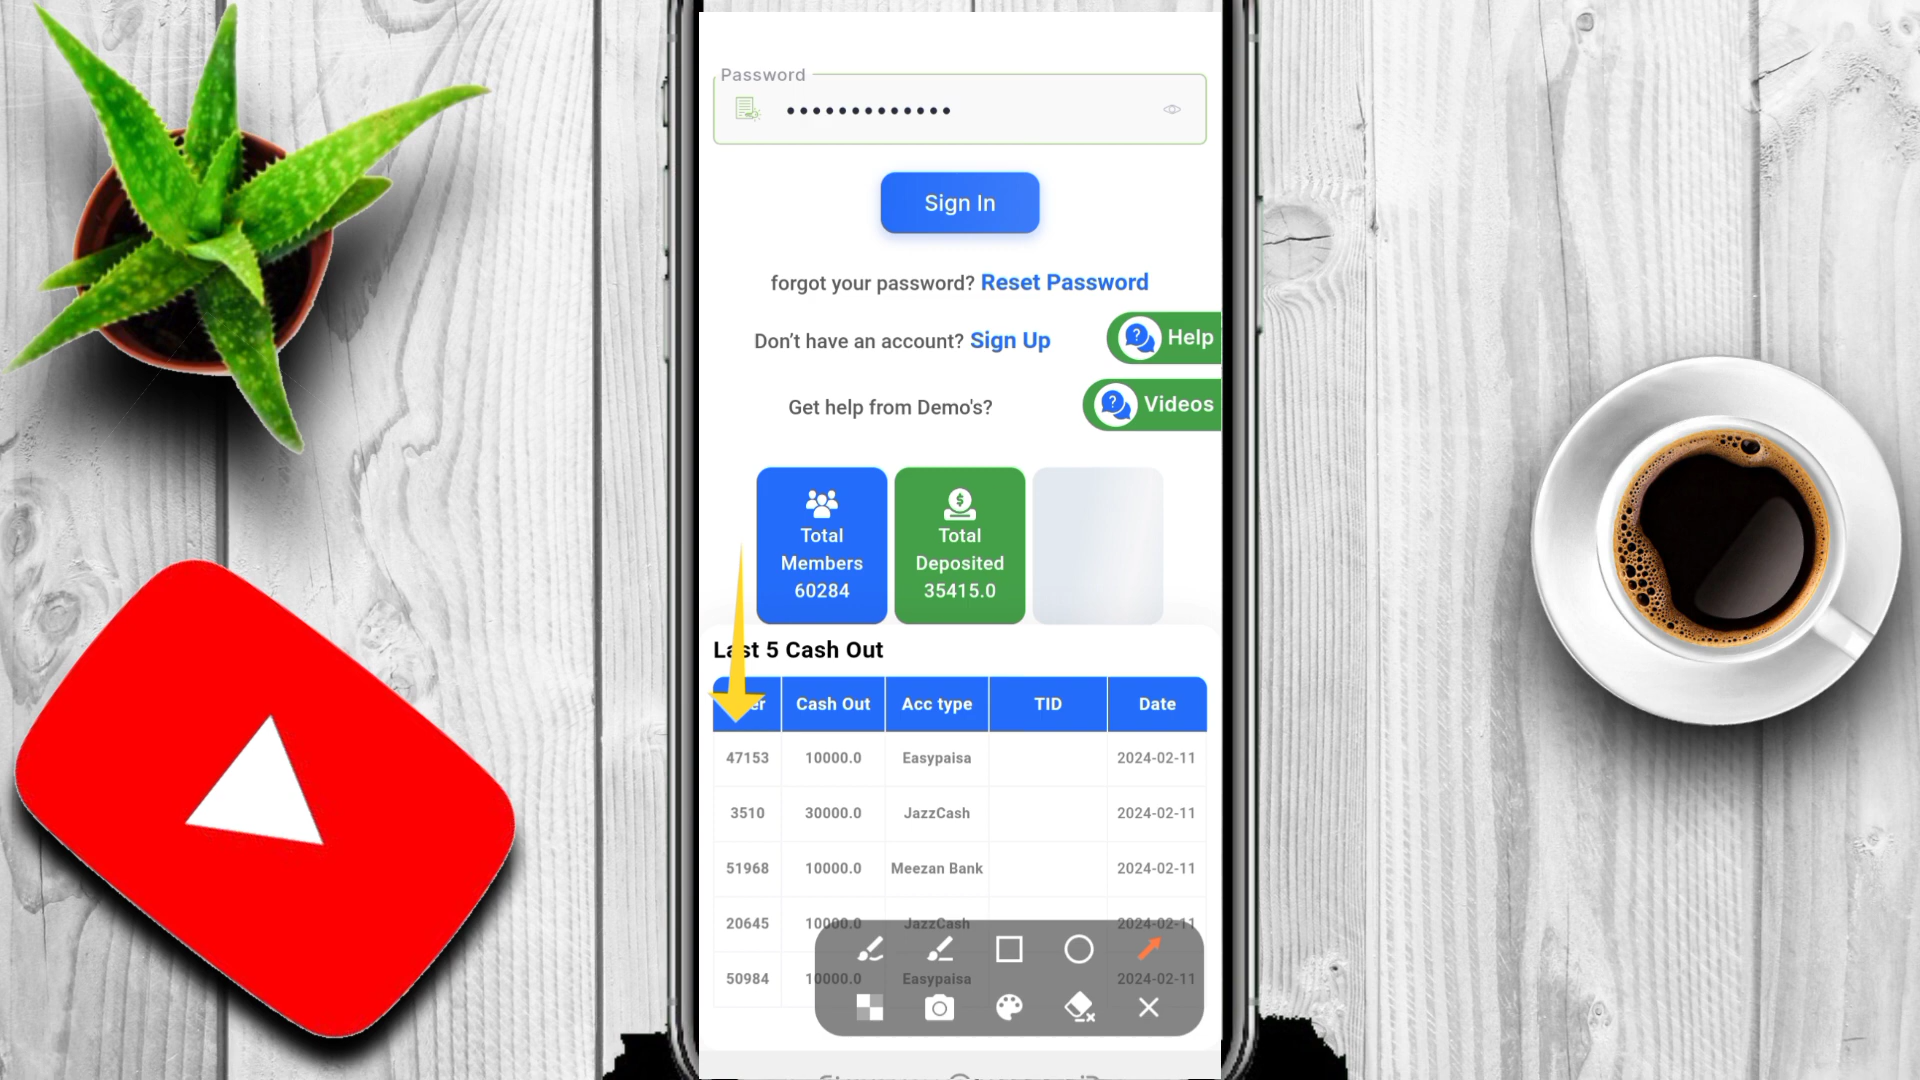 Password
Sign In
forgot your password? Reset Password
Don't have an account? Sign Up
Help
Get help from Demo's?
Videos
Total Members 60284
Total Deposited 35415.0
Last 5 Cash Out
Cash Out Acc type TID Date
47153 10000.0 Easypaisa 2024-02-11
3510 30000.0 JazzCash 2024-02-11
51968 10000.0 Meezan Bank 2024-02-11
20645 10000.0 JazzCash 2024-02-11
50984 10000.0 Easypaisa 2024-02-11